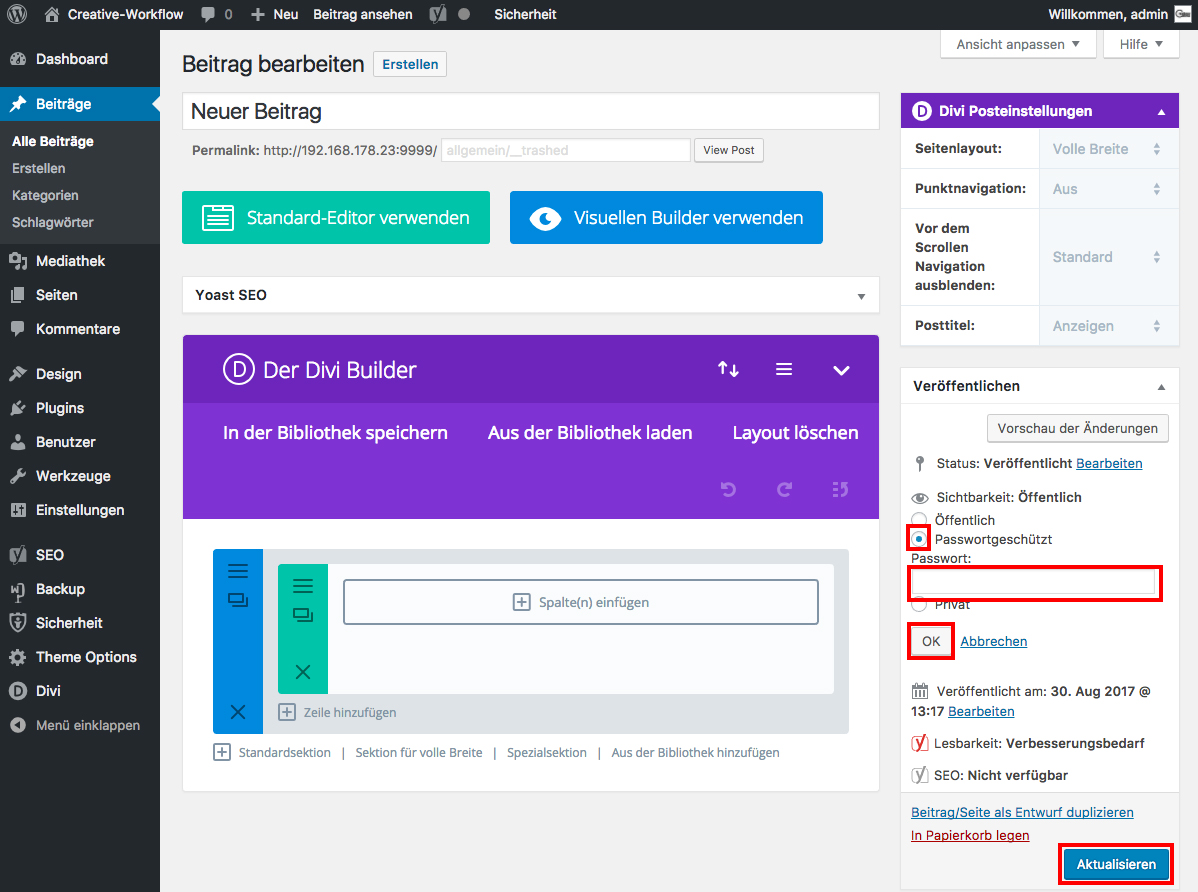 Creative-Workflow
0
Neu
Beitrag ansehen
Sicherheit
Willkommen, admin
Dashboard
Beiträge
Alle Beiträge
Erstellen
Kategorien
Schlagwörter
Mediathek
Seiten
Kommentare
Design
Plugins
Benutzer
Werkzeuge
Einstellungen
SEO
Backup
Sicherheit
Theme Options
Divi
Menü einklappen
Ansicht anpassen
Hilfe
Beitrag bearbeiten
Erstellen
Neuer Beitrag
Permalink: http://192.168.178.23:9999/ allgemein/__trashed View Post
Standard-Editor verwenden
Visuellen Builder verwenden
Yoast SEO
D Der Divi Builder
In der Bibliothek speichern
Aus der Bibliothek laden
Layout löschen
Spalte(n) einfügen
Zeile hinzufügen
Standardsektion | Sektion für volle Breite | Spezialsektion | Aus der Bibliothek hinzufügen
D Divi Posteinstellungen
Seitenlayout: Volle Breite
Punktnavigation: Aus
Vor dem
Scrollen
Navigation
ausblenden:
Standard
Posttitel: Anzeigen
Veröffentlichen
Vorschau der Änderungen
Status: Veröffentlicht Bearbeiten
Sichtbarkeit: Öffentlich
Öffentlich
Passwortgeschützt
Passwort:
Privat
OK Abbrechen
Veröffentlicht am: 30. Aug 2017 @
13:17 Bearbeiten
Lesbarkeit: Verbesserungsbedarf
SEO: Nicht verfügbar
Beitrag/Seite als Entwurf duplizieren
In Papierkorb legen
Aktualisieren